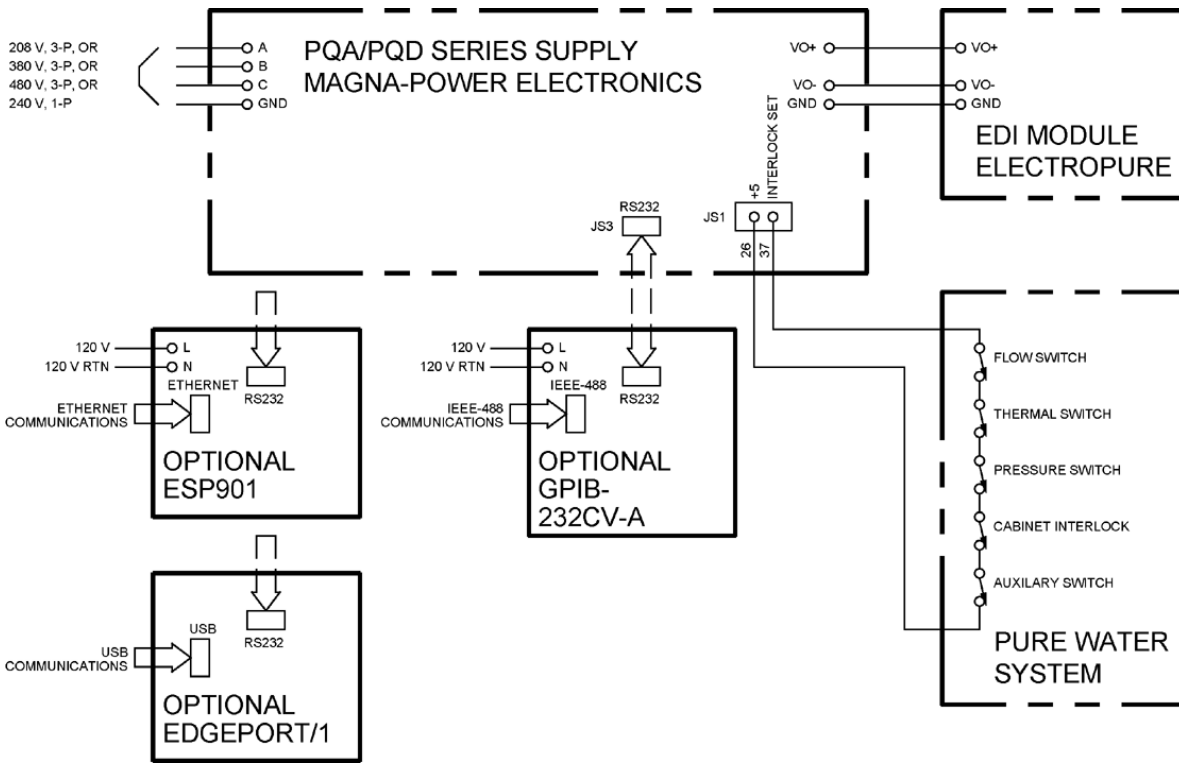 208 V, 3-P, OR
380 V, 3-P, OR
480 V, 3-P, OR
240 V, 1-P
A
B
C
GND
PQA/PQD SERIES SUPPLY
MAGNA-POWER ELECTRONICS
VO+
VO-
GND
VO+
VO-
GND
EDI MODULE
ELECTROPURE
INTERLOCK SET
+5
JS1
26
37
RS232
JS3
120 V
L
120 V RTN
N
ETHERNET
RS232
ETHERNET
COMMUNICATIONS
OPTIONAL
ESP901
120 V
L
120 V RTN
N
IEEE-488
RS232
IEEE-488
COMMUNICATIONS
OPTIONAL
GPIB-
232CV-A
FLOW SWITCH
THERMAL SWITCH
PRESSURE SWITCH
CABINET INTERLOCK
AUXILARY SWITCH
PURE WATER
SYSTEM
USB
RS232
USB
COMMUNICATIONS
OPTIONAL
EDGEPORT/1